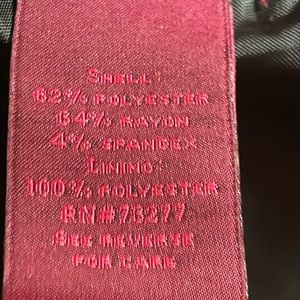 SHELL:
62% POLYESTER
34% RAYON
4% SPANDEX
LINING:
100% POLYESTER
RN#73277
SEE REVERSE
FOR CARE